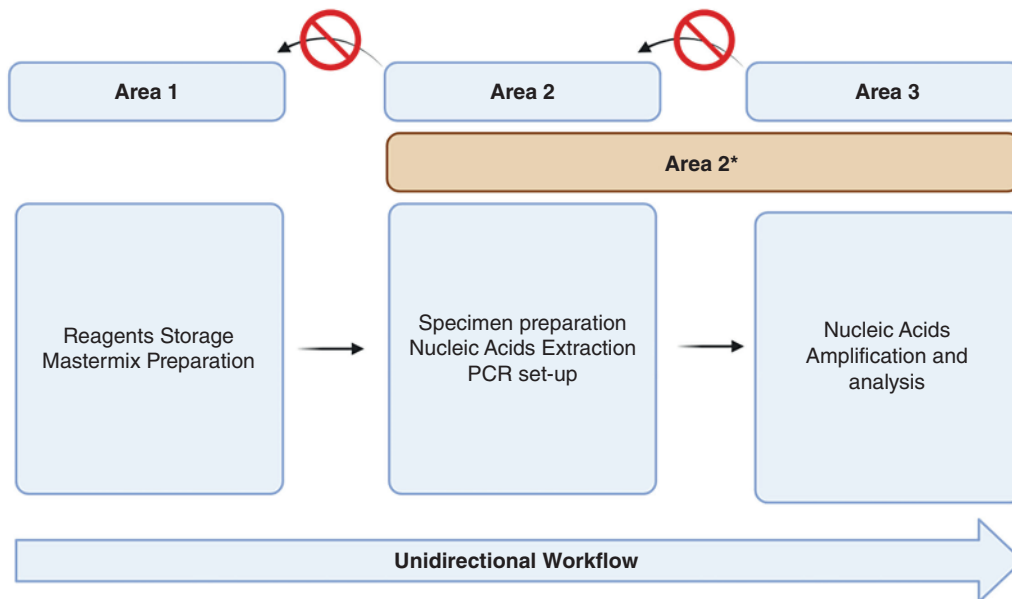 Area 1
Area 2
Area 3
Area 2*
Reagents Storage
Mastermix Preparation
Specimen preparation
Nucleic Acids Extraction
PCR set-up
Nucleic Acids
Amplification and
analysis
Unidirectional Workflow